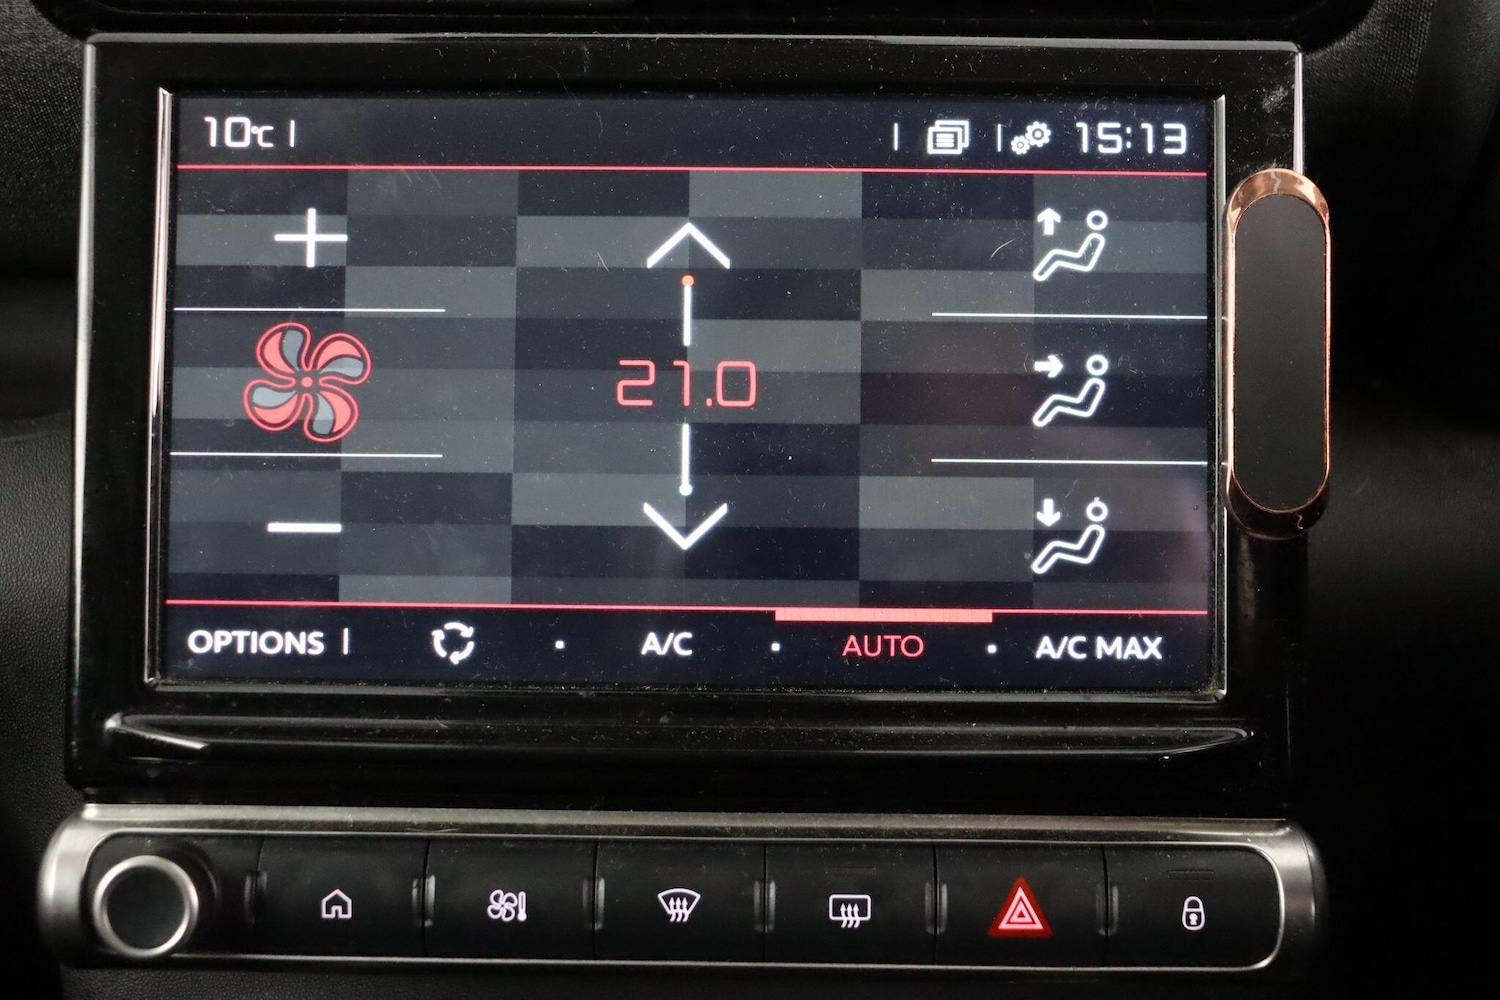 10°C
15:13
21.0
OPTIONS A/C AUTO A/C MAX